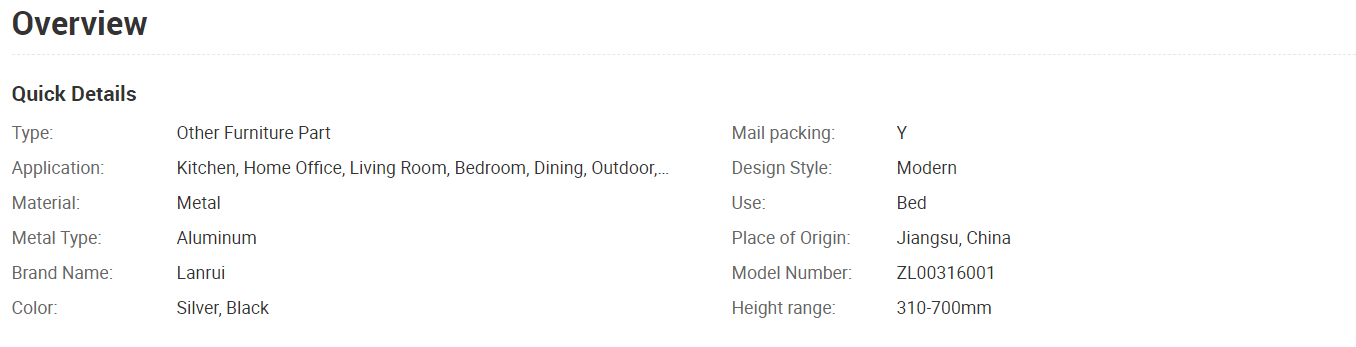 Overview
Quick Details
Type: Other Furniture Part Mail packing: Y
Application: Kitchen, Home Office, Living Room, Bedroom, Dining, Outdoor,... Design Style: Modern
Material: Metal Use: Bed
Metal Type: Aluminum Place of Origin: Jiangsu, China
Brand Name: Lanrui Model Number: ZL00316001
Color: Silver, Black Height range: 310-700mm